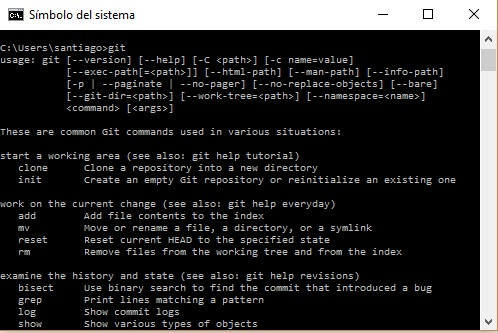 Símbolo del sistema
C:\Users\santiago>git
usage: git [--version] [--help] [-C <path>] [-c name=value]
           [--exec-path[=<path>]] [--html-path] [--man-path] [--info-path]
           [-p | --paginate | --no-pager] [--no-replace-objects] [--bare]
           [--git-dir=<path>] [--work-tree=<path>] [--namespace=<name>]
           <command> [<args>]
These are common Git commands used in various situations:
start a working area (see also: git help tutorial)
   clone      Clone a repository into a new directory
   init       Create an empty Git repository or reinitialize an existing one
work on the current change (see also: git help everyday)
   add        Add file contents to the index
   mv         Move or rename a file, a directory, or a symlink
   reset      Reset current HEAD to the specified state
   rm         Remove files from the working tree and from the index
examine the history and state (see also: git help revisions)
   bisect     Use binary search to find the commit that introduced a bug
   grep       Print lines matching a pattern
   log        Show commit logs
   show       Show various types of objects